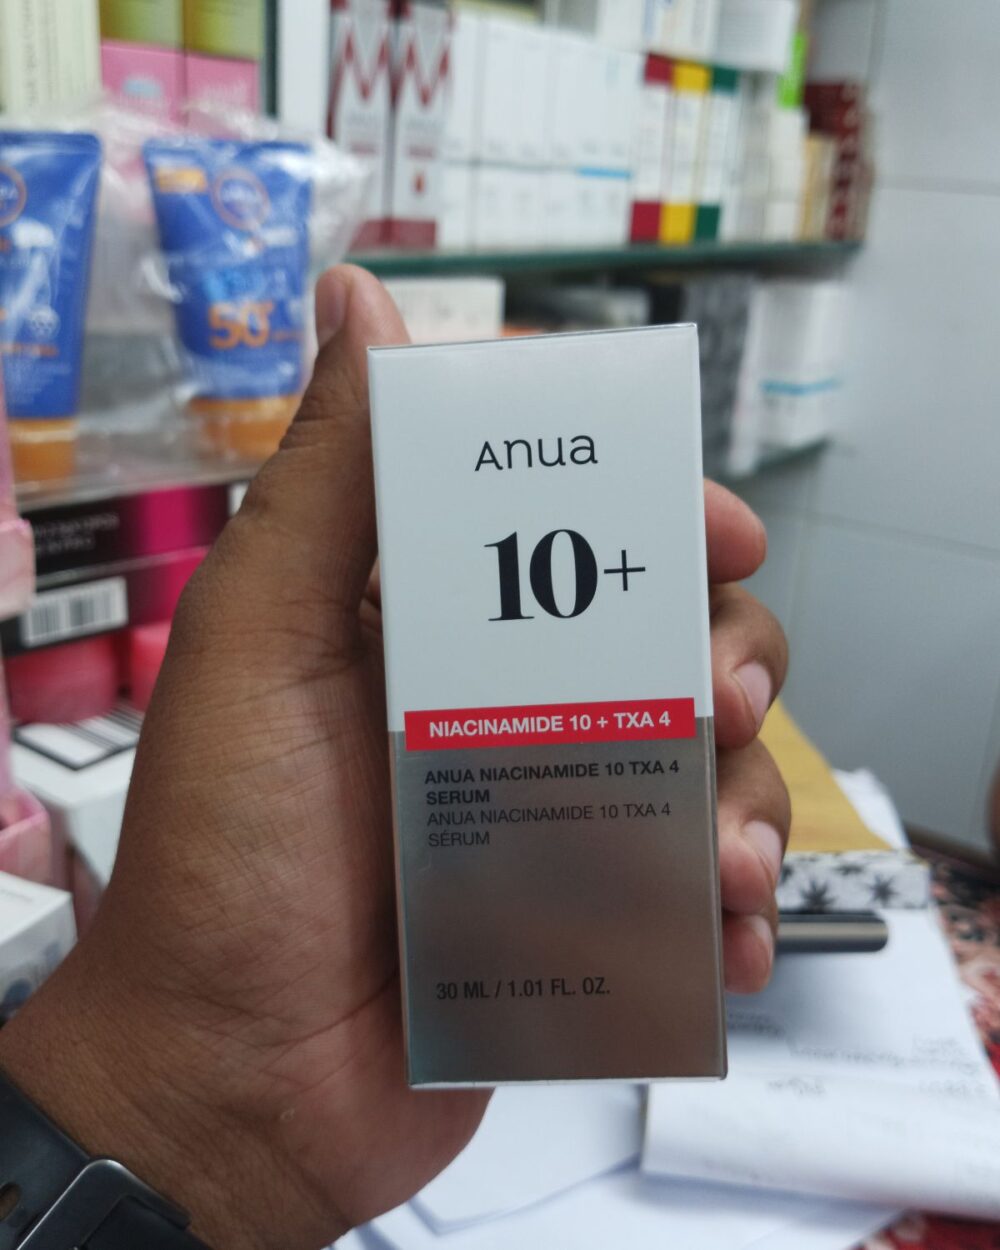 Anua
10+
NIACINAMIDE 10 + TXA 4
ANUA NIACINAMIDE 10 TXA 4
SERUM
ANUA NIACINAMIDE 10 TXA 4
SÉRUM
30 ML / 1.01 FL. OZ.
50+